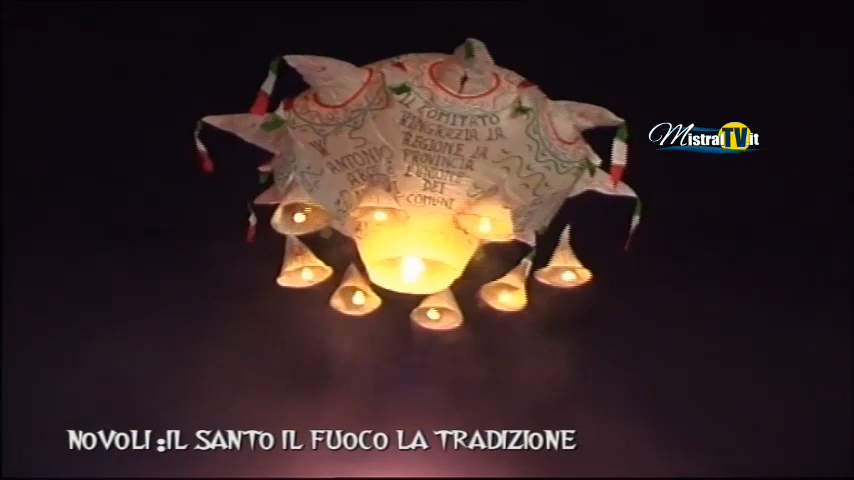 IL COMITATO
RINGRAZIA LA
REGIONE LA
PROVINCIA
L'UNIONE
DEI
COMUNI
W
ANTONIO
MistralTV.it
NOVOLI :IL SANTO IL FUOCO LA TRADIZIONE